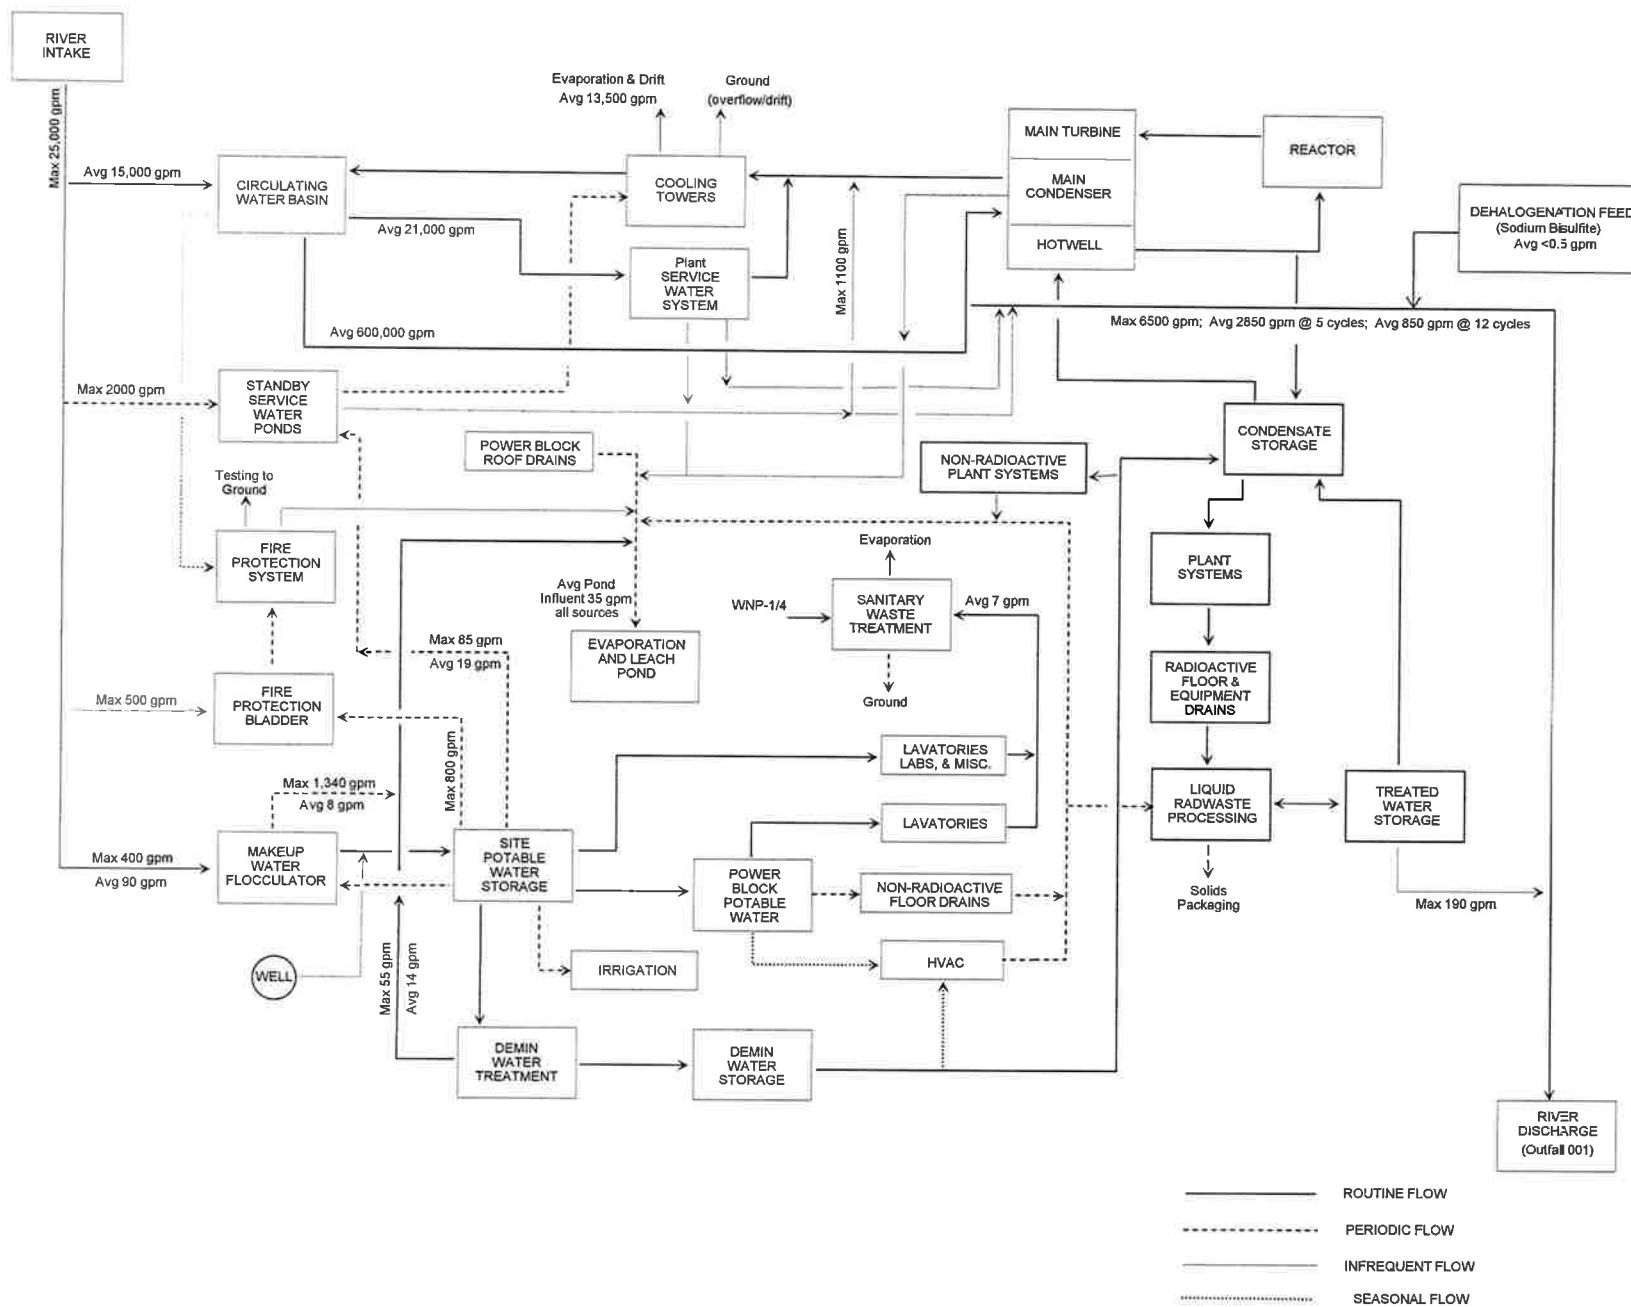 RIVER
INTAKE
Max 25,000 gpm
Evaporation & Drift
Avg 13,500 gpm
Ground
(overflow/drift)
MAIN TURBINE
MAIN
CONDENSER
HOTWELL
REACTOR
Avg 15,000 gpm
CIRCULATING
WATER BASIN
COOLING
TOWERS
DEHALOGENATION FEED
(Sodium Bisulfite)
Avg <0.5 gpm
Avg 21,000 gpm
Plant
SERVICE
WATER
SYSTEM
Max 1100 gpm
Avg 600,000 gpm
Max 6500 gpm; Avg 2850 gpm @ 5 cycles; Avg 850 gpm @ 12 cycles
Max 2000 gpm
STANDBY
SERVICE
WATER
PONDS
POWER BLOCK
ROOF DRAINS
NON-RADIOACTIVE
PLANT SYSTEMS
CONDENSATE
STORAGE
Testing to
Ground
FIRE
PROTECTION
SYSTEM
Evaporation
PLANT
SYSTEMS
Avg Pond
Influent 35 gpm
all sources
WNP-1/4
SANITARY
WASTE
TREATMENT
Avg 7 gpm
Max 85 gpm
Avg 19 gpm
EVAPORATION
AND LEACH
POND
Ground
RADIOACTIVE
FLOOR &
EQUIPMENT
DRAINS
Max 500 gpm
FIRE
PROTECTION
BLADDER
Max 800 gpm
LAVATORIES
LABS, & MISC.
Max 1,340 gpm
Avg 8 gpm
LIQUID
RADWASTE
PROCESSING
TREATED
WATER
STORAGE
Max 400 gpm
Avg 90 gpm
MAKEUP
WATER
FLOCCULATOR
SITE
POTABLE
WATER
STORAGE
LAVATORIES
POWER
BLOCK
POTABLE
WATER
NON-RADIOACTIVE
FLOOR DRAINS
Solids
Packaging
Max 190 gpm
WELL
Max 55 gpm
Avg 14 gpm
IRRIGATION
HVAC
DEMIN
WATER
TREATMENT
DEMIN
WATER
STORAGE
RIVER
DISCHARGE
(Outfall 001)
ROUTINE FLOW
PERIODIC FLOW
INFREQUENT FLOW
SEASONAL FLOW